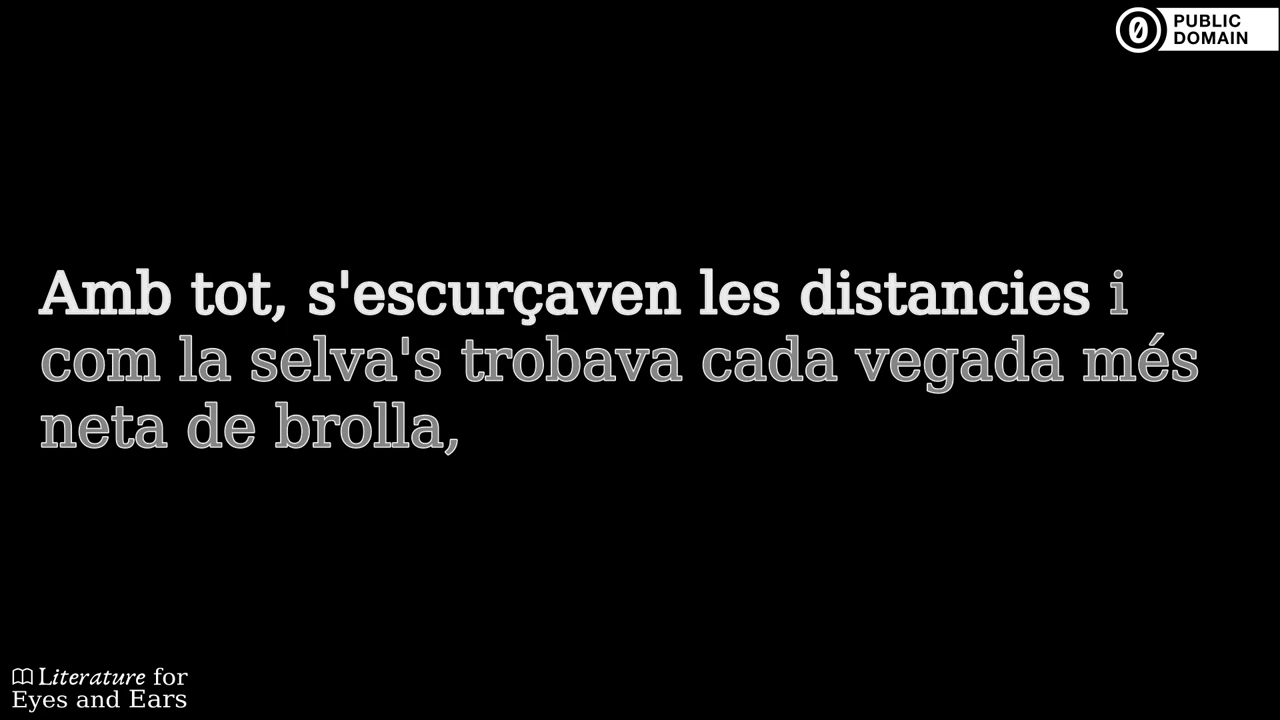 PUBLIC
DOMAIN
Amb tot, s'escurçaven les distancies i
com la selva's trobava cada vegada més
neta de brolla,
Literature for
Eyes and Ears